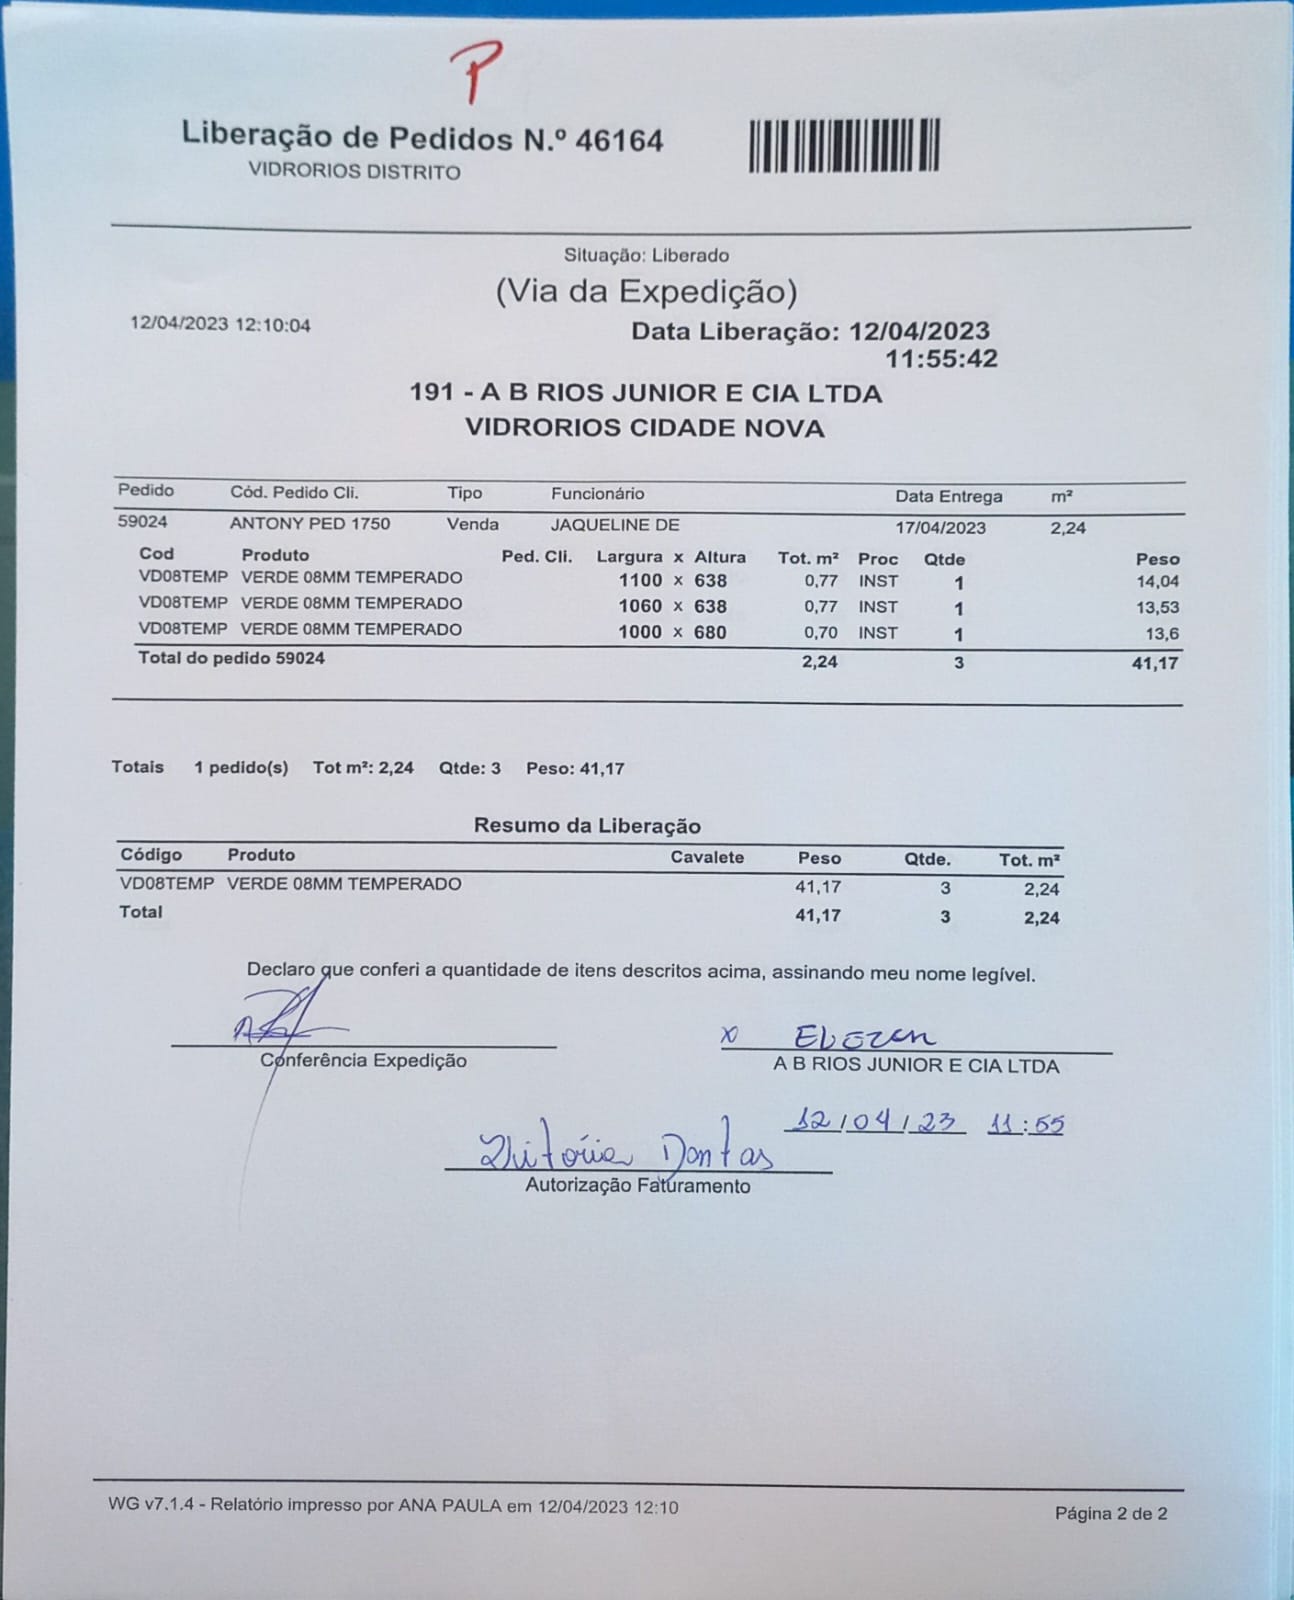 P
Liberação de Pedidos N.º 46164
VIDRORIOS DISTRITO
Situação: Liberado
(Via da Expedição)
12/04/2023 12:10:04
Data Liberação: 12/04/2023
11:55:42
191 - A B RIOS JUNIOR E CIA LTDA
VIDRORIOS CIDADE NOVA
Pedido Cód. Pedido Cli. Tipo Funcionário Data Entrega m²
59024 ANTONY PED 1750 Venda JAQUELINE DE 17/04/2023 2,24
Cod Produto Ped. Cli. Largura x Altura Tot. m² Proc Qtde Peso
VD08TEMP VERDE 08MM TEMPERADO 1100 x 638 0,77 INST 1 14,04
VD08TEMP VERDE 08MM TEMPERADO 1060 x 638 0,77 INST 1 13,53
VD08TEMP VERDE 08MM TEMPERADO 1000 x 680 0,70 INST 1 13,6
Total do pedido 59024 2,24 3 41,17
Totais 1 pedido(s) Tot m²: 2,24 Qtde: 3 Peso: 41,17
Resumo da Liberação
Código Produto Cavalete Peso Qtde. Tot. m²
VD08TEMP VERDE 08MM TEMPERADO 41,17 3 2,24
Total 41,17 3 2,24
Declaro que conferi a quantidade de itens descritos acima, assinando meu nome legível.
x
Conferência Expedição
A B RIOS JUNIOR E CIA LTDA
12/04/23 11:55
Vitória Dantas
Autorização Faturamento
WG v7.1.4 - Relatório impresso por ANA PAULA em 12/04/2023 12:10
Página 2 de 2